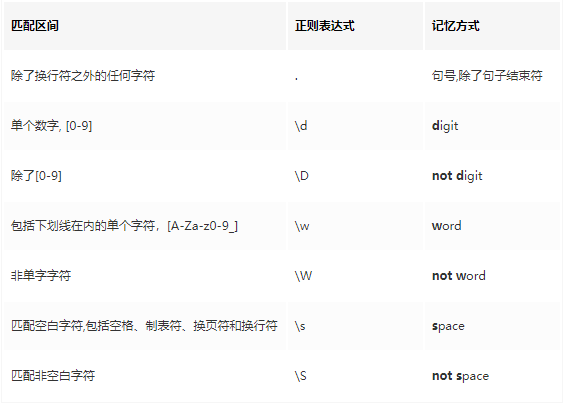 匹配区间 正则表达式 记忆方式
除了换行符之外的任何字符 . 句号,除了句子结束符
单个数字, [0-9] \d digit
除了[0-9] \D not digit
包括下划线在内的单个字符，[A-Za-z0-9_] \w word
非单字字符 \W not word
匹配空白字符,包括空格、制表符、换页符和换行符 \s space
匹配非空白字符 \S not space